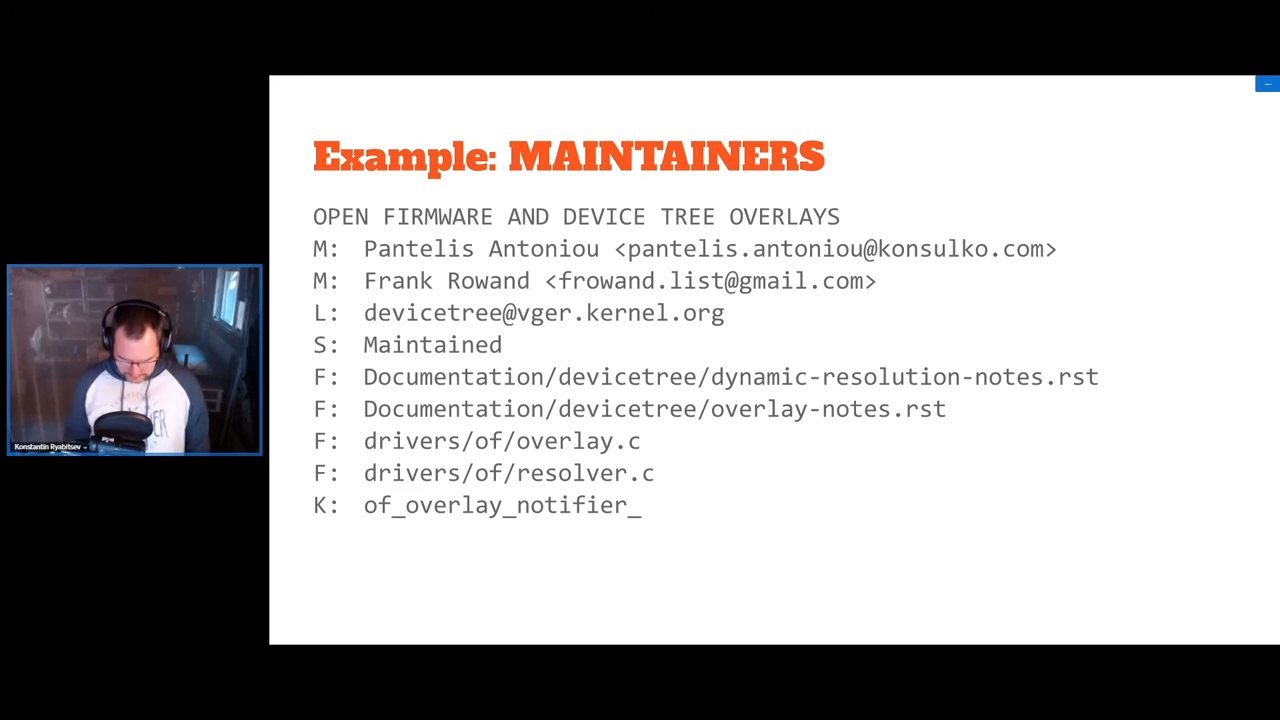 Example: MAINTAINERS
OPEN FIRMWARE AND DEVICE TREE OVERLAYS
M: Pantelis Antoniou <pantelis.antoniou@konsulko.com>
M: Frank Rowand <frowand.list@gmail.com>
L: devicetree@vger.kernel.org
S: Maintained
F: Documentation/devicetree/dynamic-resolution-notes.rst
F: Documentation/devicetree/overlay-notes.rst
F: drivers/of/overlay.c
F: drivers/of/resolver.c
K: of_overlay_notifier_
Konstantin Ryabitsev